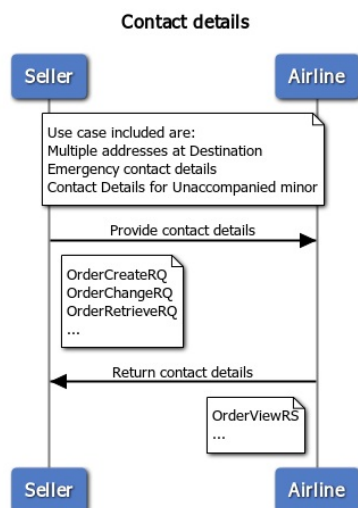 Contact details
Seller
Airline
Use case included are:
Multiple addresses at Destination
Emergency contact details
Contact Details for Unaccompanied minor
Provide contact details
OrderCreateRQ
OrderChangeRQ
OrderRetrieveRQ
...
Return contact details
OrderViewRS
...
Seller
Airline